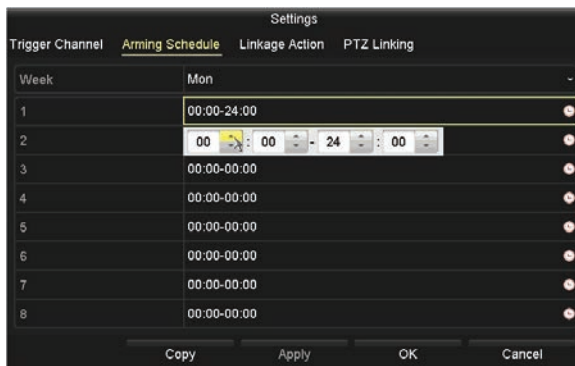 Settings
Trigger Channel Arming Schedule Linkage Action PTZ Linking
Week Mon
1 00:00-24:00
2 00 : 00 - 24 : 00
3 00:00-00:00
4 00:00-00:00
5 00:00-00:00
6 00:00-00:00
7 00:00-00:00
8 00:00-00:00
Copy Apply OK Cancel